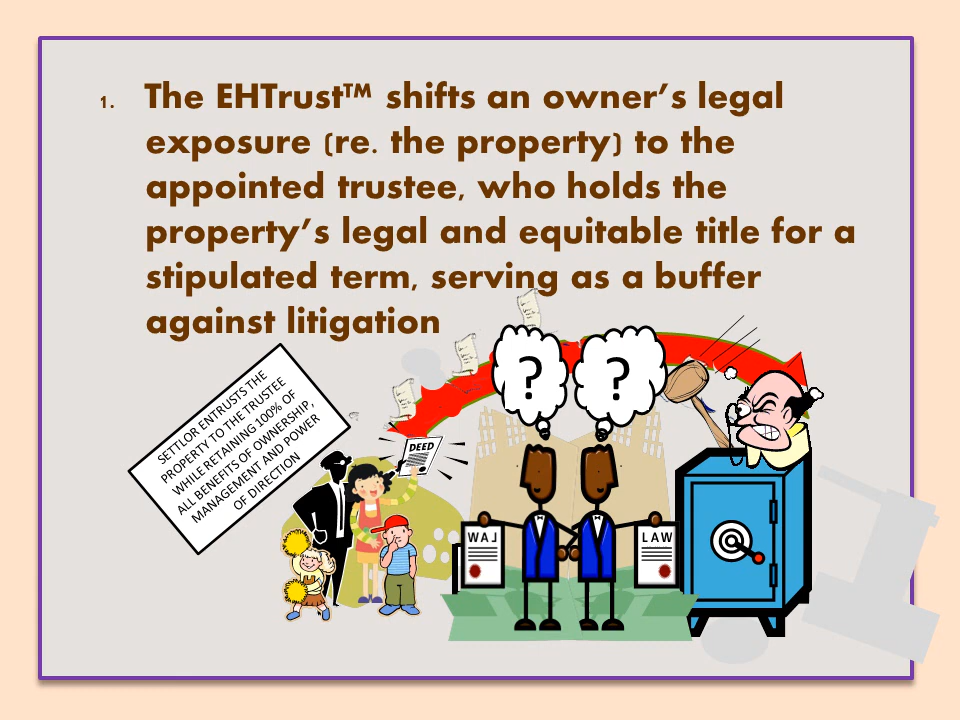 1. The EHTrust™ shifts an owner’s legal
exposure (re. the property) to the
appointed trustee, who holds the
property’s legal and equitable title for a
stipulated term, serving as a buffer
against litigation
SETTLOR ENTRUSTS THE
PROPERTY TO THE TRUSTEE
WHILE RETAINING 100% OF
ALL BENEFITS OF OWNERSHIP,
MANAGEMENT AND POWER
OF DIRECTION
? ?
DEED
LAW LAW